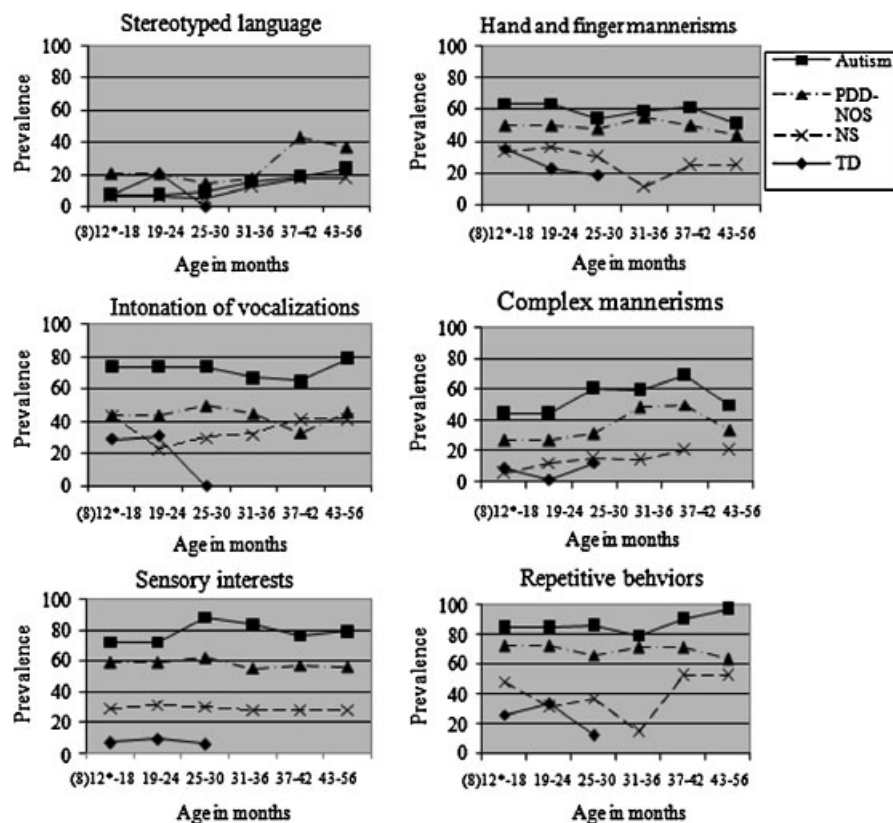 Stereotyped language
100
80
60
40
20
0
Prevalence
(8)12*-18 19-24 25-30 31-36 37-42 43-56
Age in months
Hand and finger mannerisms
100
80
60
40
20
0
Prevalence
(8)12*-18 19-24 25-30 31-36 37-42 43-56
Age in months
Autism
PDD-
NOS
NS
TD
Intonation of vocalizations
100
80
60
40
20
0
Prevalence
(8)12*-18 19-24 25-30 31-36 37-42 43-56
Age in months
Complex mannerisms
100
80
60
40
20
0
Prevalence
(8)12*-18 19-24 25-30 31-36 37-42 43-56
Age in months
Sensory interests
100
80
60
40
20
0
Prevalence
(8)12*-18 19-24 25-30 31-36 37-42 43-56
Age in months
Repetitive behviors
100
80
60
40
20
0
Prevalence
(8)12*-18 19-24 25-30 31-36 37-42 43-56
Age in months